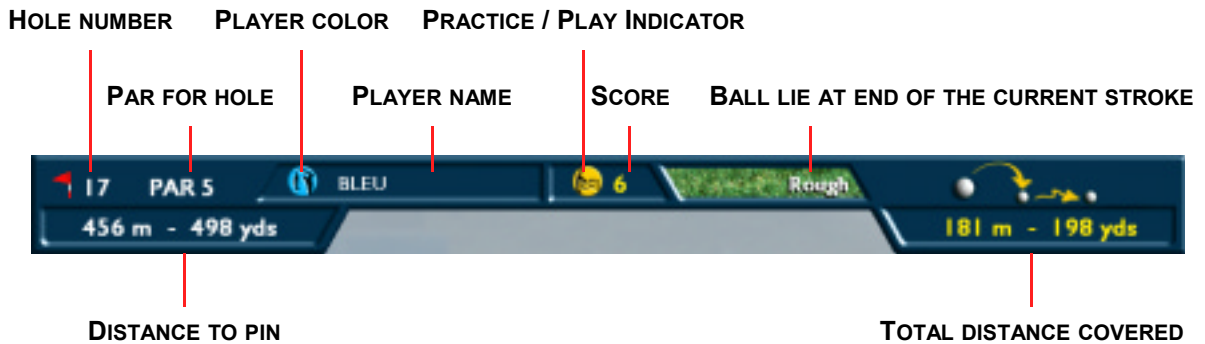 HOLE NUMBER PLAYER COLOR PRACTICE / PLAY INDICATOR
PAR FOR HOLE PLAYER NAME SCORE BALL LIE AT END OF THE CURRENT STROKE
17 PAR 5 BLEU 6 Rough
456 m - 498 yds 181 m - 198 yds
DISTANCE TO PIN TOTAL DISTANCE COVERED